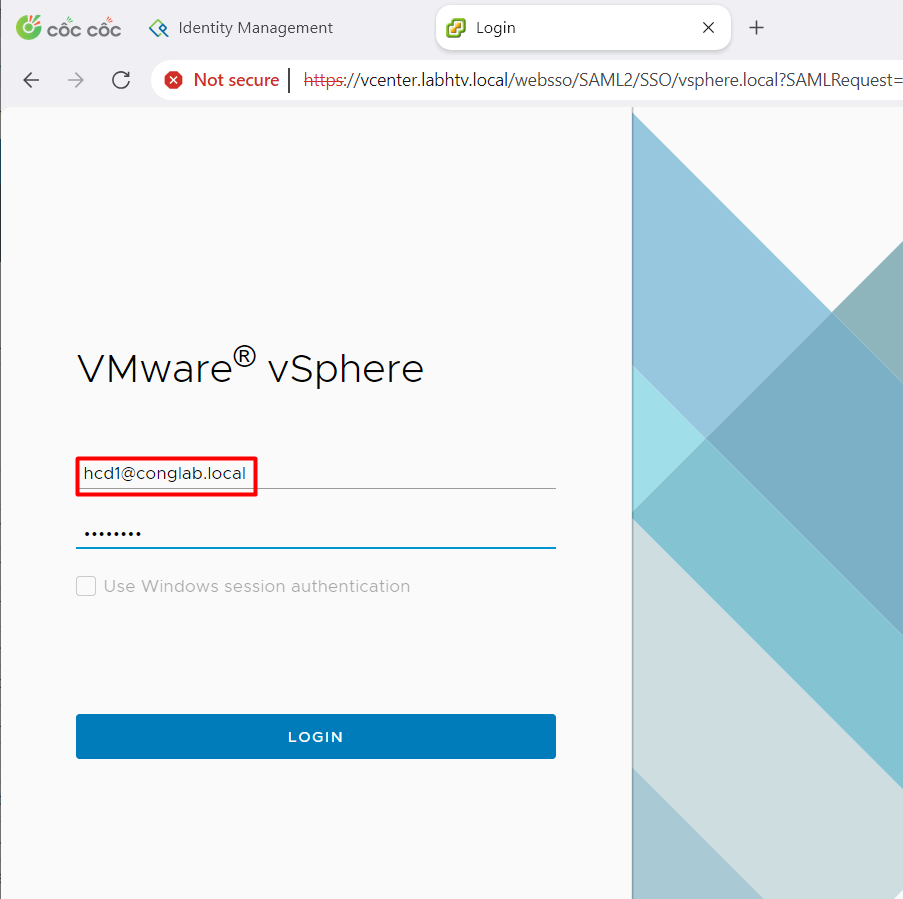 cốc cốc
Identity Management
Login
Not secure
https://vcenter.labhtv.local/websso/SAML2/SSO/vsphere.local?SAMLRequest=
VMware® vSphere
hcd1@conglab.local
••••••••
Use Windows session authentication
LOGIN